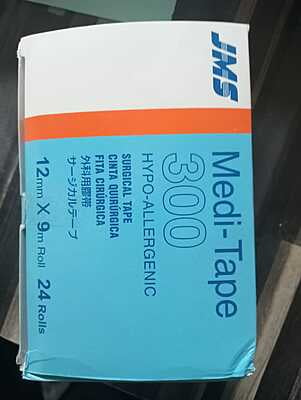 JMS
Medi-Tape
300
HYPO-ALLERGENIC
SURGICAL TAPE
CINTA QUIRÚRGICA
FITA CIRÚRGICA
外科用膠帶
サージカルテープ
12mm X 9m Roll 24 Rolls